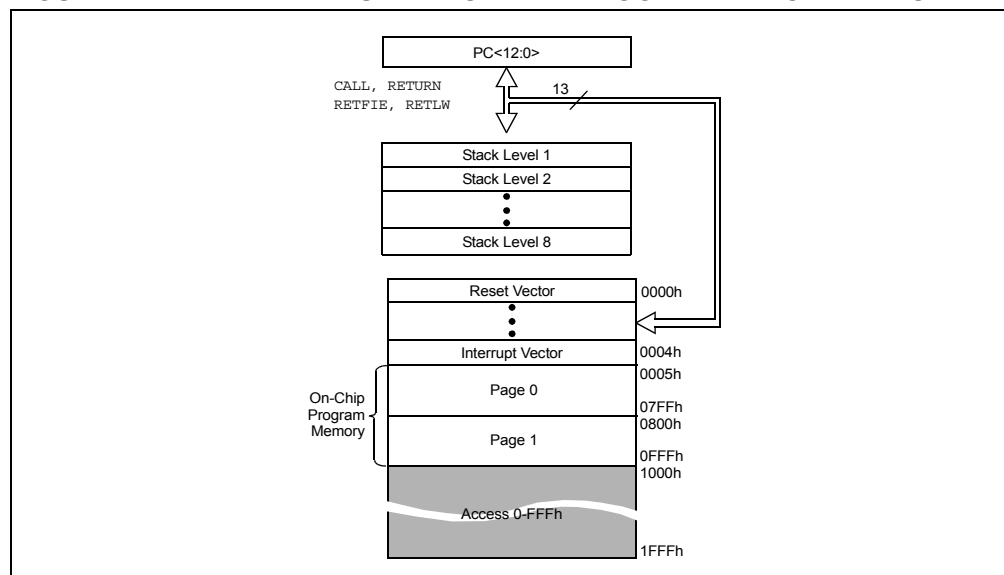 PC<12:0>
CALL, RETURN
RETFIE, RETLW
13
Stack Level 1
Stack Level 2
Stack Level 8
Reset Vector
0000h
Interrupt Vector
0004h
0005h
On-Chip
Program
Memory
Page 0
07FFh
0800h
Page 1
0FFFh
1000h
Access 0-FFFh
1FFFh